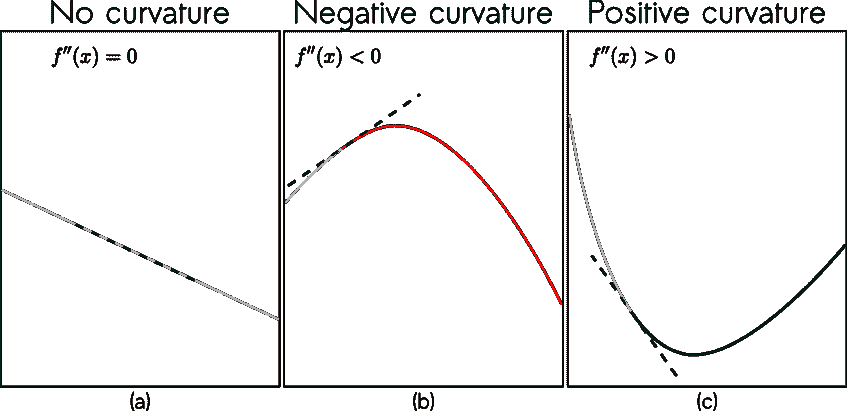 No curvature
f''(x) = 0
(a)
Negative curvature
f''(x) < 0
(b)
Positive curvature
f''(x) > 0
(c)